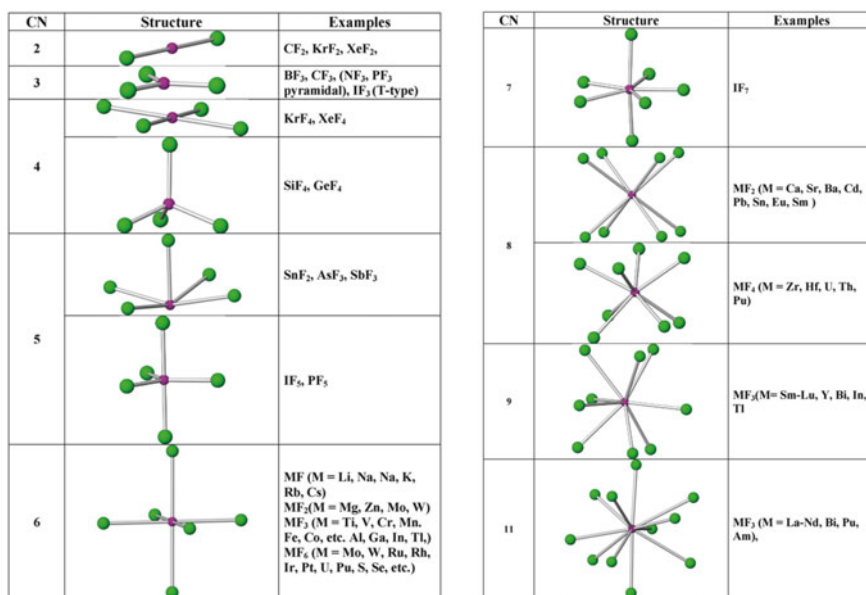 CN Structure Examples
2 CF2, KrF2, XeF2,
3 BF3, CF3, (NF3, PF3
pyramidal), IF3 (T-type)
KrF4, XeF4
4
SiF4, GeF4
SnF2, AsF3, SbF3
5
IF5, PF5
6
MF (M = Li, Na, Na, K,
Rb, Cs)
MF2(M = Mg, Zn, Mo, W)
MF3 (M = Ti, V, Cr, Mn.
Fe, Co, etc. Al, Ga, In, Tl,)
MF6 (M = Mo, W, Ru, Rh,
Ir, Pt, U, Pu, S, Se, etc.)
CN Structure Examples
7 IF7
8
MF2 (M = Ca, Sr, Ba, Cd,
Pb, Sn, Eu, Sm )
MF4 (M = Zr, Hf, U, Th,
Pu)
9
MF3(M= Sm-Lu, Y, Bi, In,
Tl
11
MF3 (M = La-Nd, Bi, Pu,
Am),